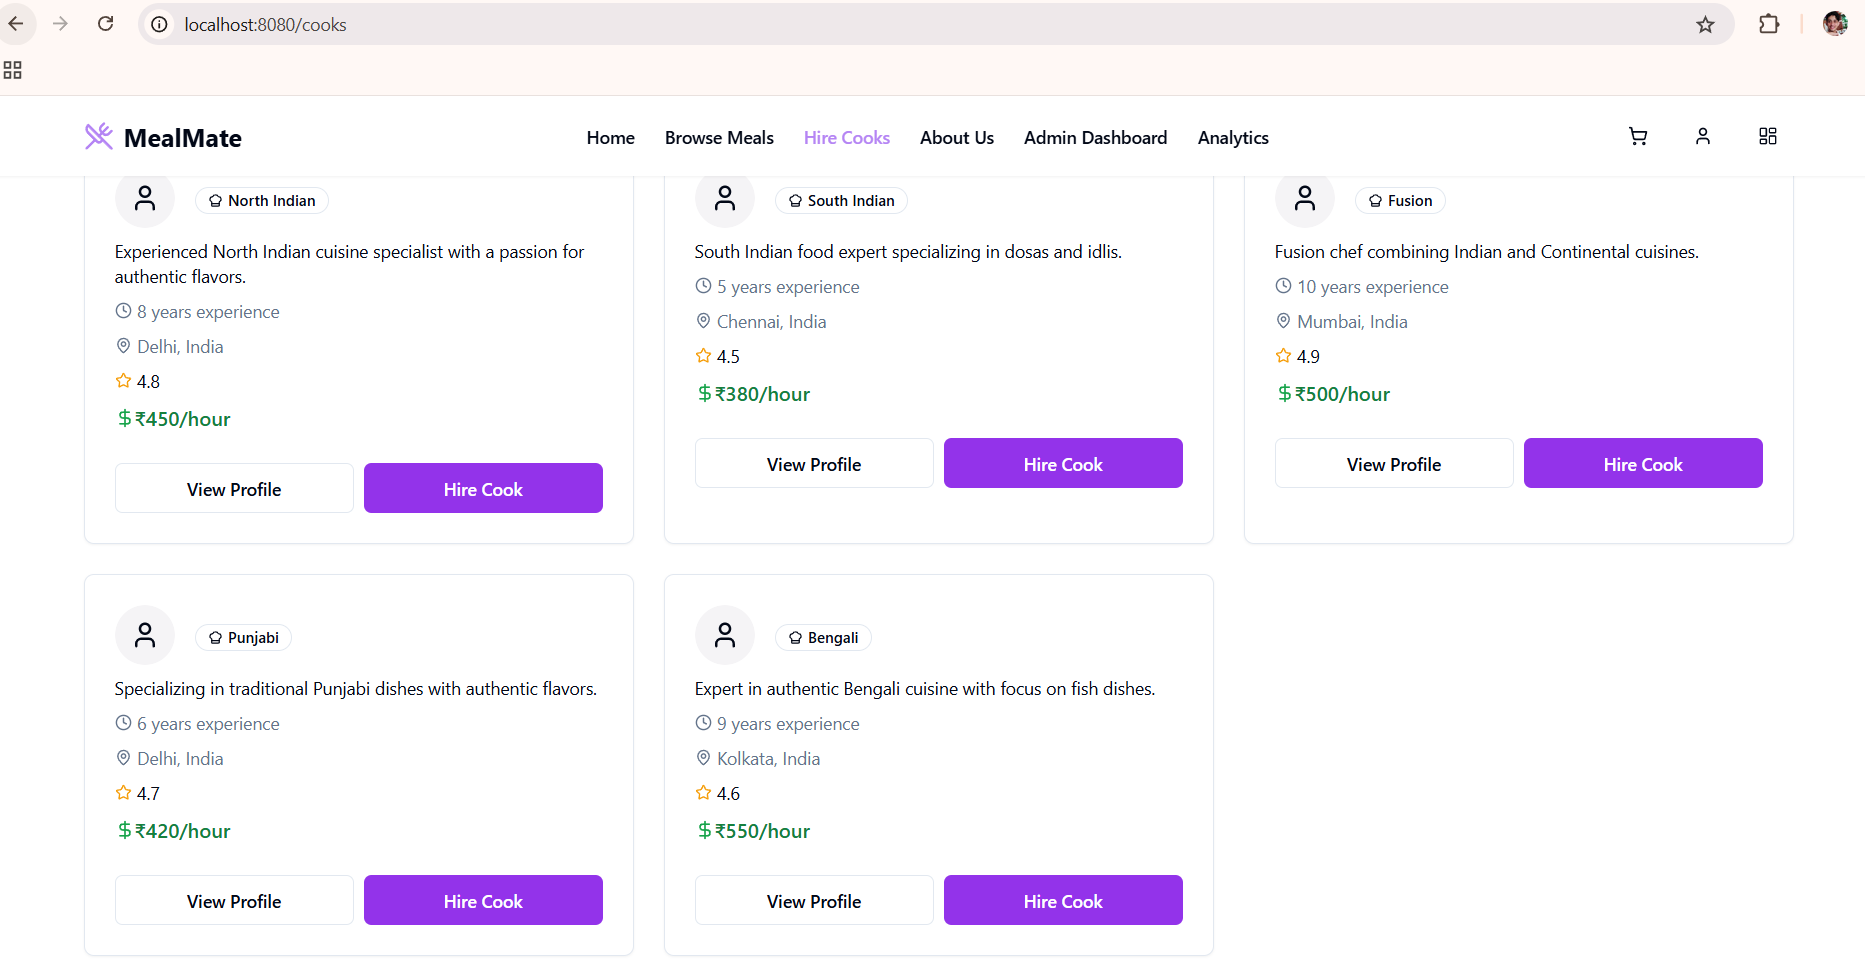 localhost:8080/cooks
MealMate
Home Browse Meals Hire Cooks About Us Admin Dashboard Analytics
North Indian
Experienced North Indian cuisine specialist with a passion for
authentic flavors.
8 years experience
Delhi, India
4.8
$₹450/hour
View Profile Hire Cook
South Indian
South Indian food expert specializing in dosas and idlis.
5 years experience
Chennai, India
4.5
$₹380/hour
View Profile Hire Cook
Fusion
Fusion chef combining Indian and Continental cuisines.
10 years experience
Mumbai, India
4.9
$₹500/hour
View Profile Hire Cook
Punjabi
Specializing in traditional Punjabi dishes with authentic flavors.
6 years experience
Delhi, India
4.7
$₹420/hour
View Profile Hire Cook
Bengali
Expert in authentic Bengali cuisine with focus on fish dishes.
9 years experience
Kolkata, India
4.6
$₹550/hour
View Profile Hire Cook